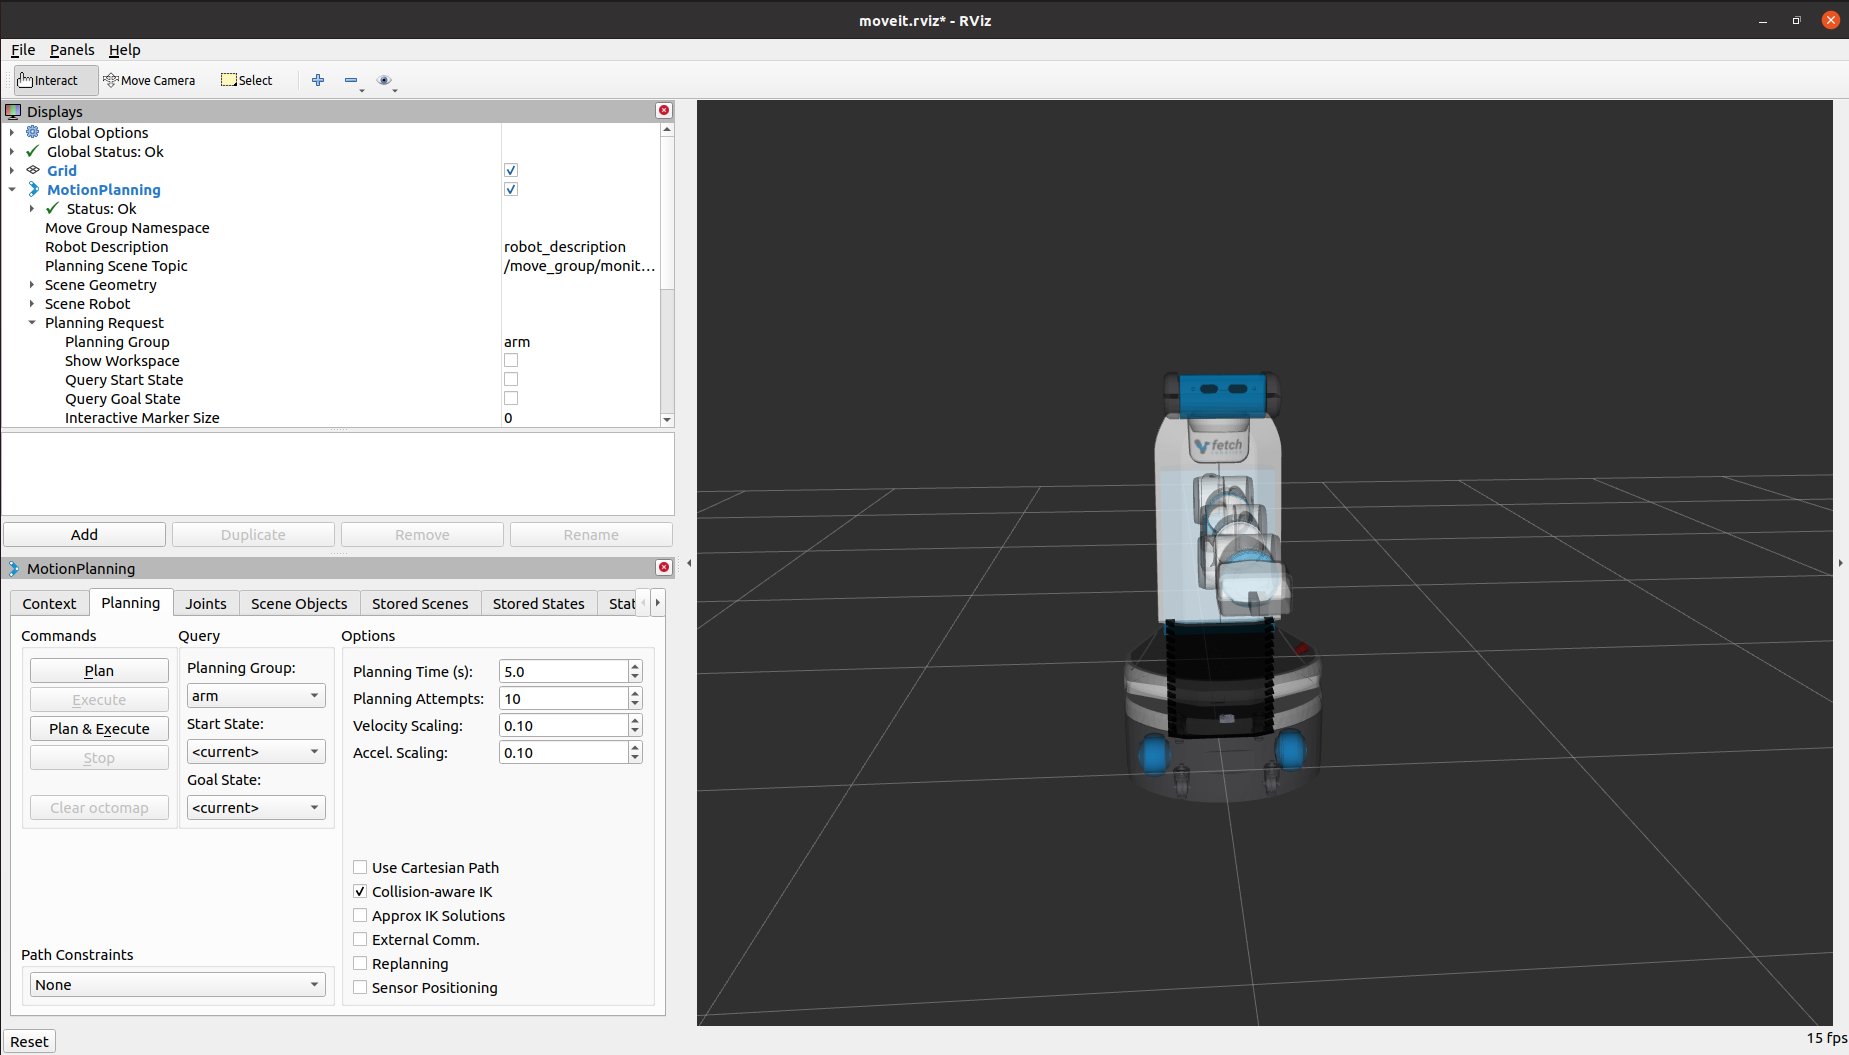 moveit.rviz* - RViz
File Panels Help
Interact Move Camera Select
Displays
Global Options
Global Status: Ok
Grid
MotionPlanning
Status: Ok
Move Group Namespace
Robot Description robot_description
Planning Scene Topic /move_group/monit...
Scene Geometry
Scene Robot
Planning Request
Planning Group arm
Show Workspace
Query Start State
Query Goal State
Interactive Marker Size 0
Add Duplicate Remove Rename
MotionPlanning
Context Planning Joints Scene Objects Stored Scenes Stored States Stat
Commands Query Options
Plan
Execute
Plan & Execute
Stop
Clear octomap
Planning Group:
arm
Start State:
<current>
Goal State:
<current>
Planning Time (s): 5.0
Planning Attempts: 10
Velocity Scaling: 0.10
Accel. Scaling: 0.10
Use Cartesian Path
Collision-aware IK
Approx IK Solutions
External Comm.
Replanning
Sensor Positioning
Path Constraints
None
Reset
fetch
15 fps